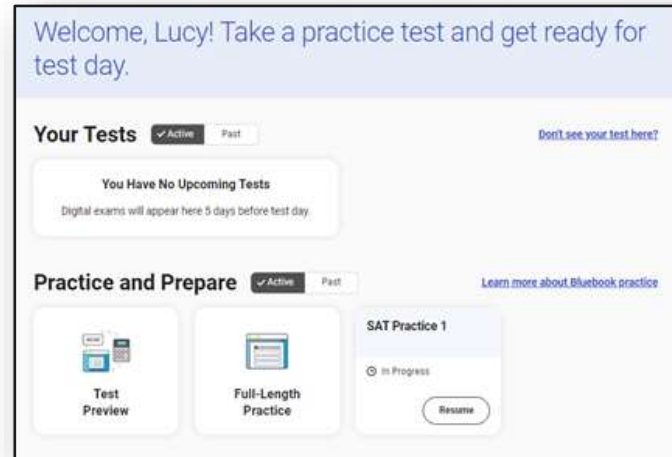 Welcome, Lucy! Take a practice test and get ready for
test day.
Your Tests
Active
Past
Don't see your test here?
You Have No Upcoming Tests
Digital exams will appear here 5 days before test day.
Practice and Prepare
Active
Past
Learn more about Bluebook practice
Test
Preview
Full-Length
Practice
SAT Practice 1
In Progress
Resume